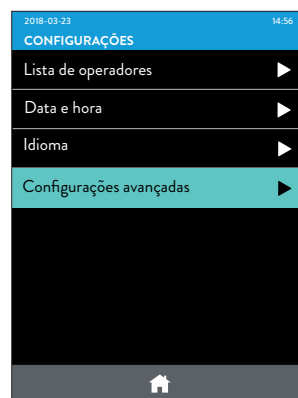 2018-03-23 14:56
CONFIGURAÇÕES
Lista de operadores
Data e hora
Idioma
Configurações avançadas